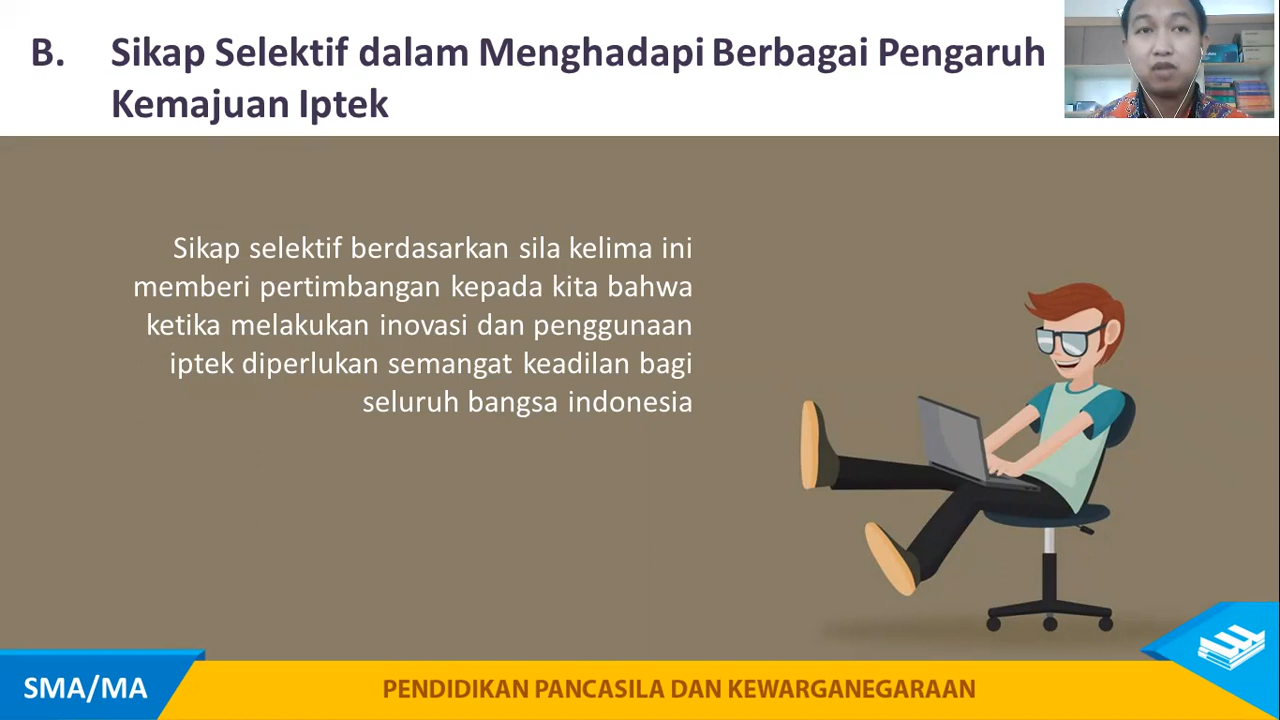 B. Sikap Selektif dalam Menghadapi Berbagai Pengaruh
Kemajuan Iptek
Sikap selektif berdasarkan sila kelima ini
memberi pertimbangan kepada kita bahwa
ketika melakukan inovasi dan penggunaan
iptek diperlukan semangat keadilan bagi
seluruh bangsa indonesia
SMA/MA
PENDIDIKAN PANCASILA DAN KEWARGANEGARAAN